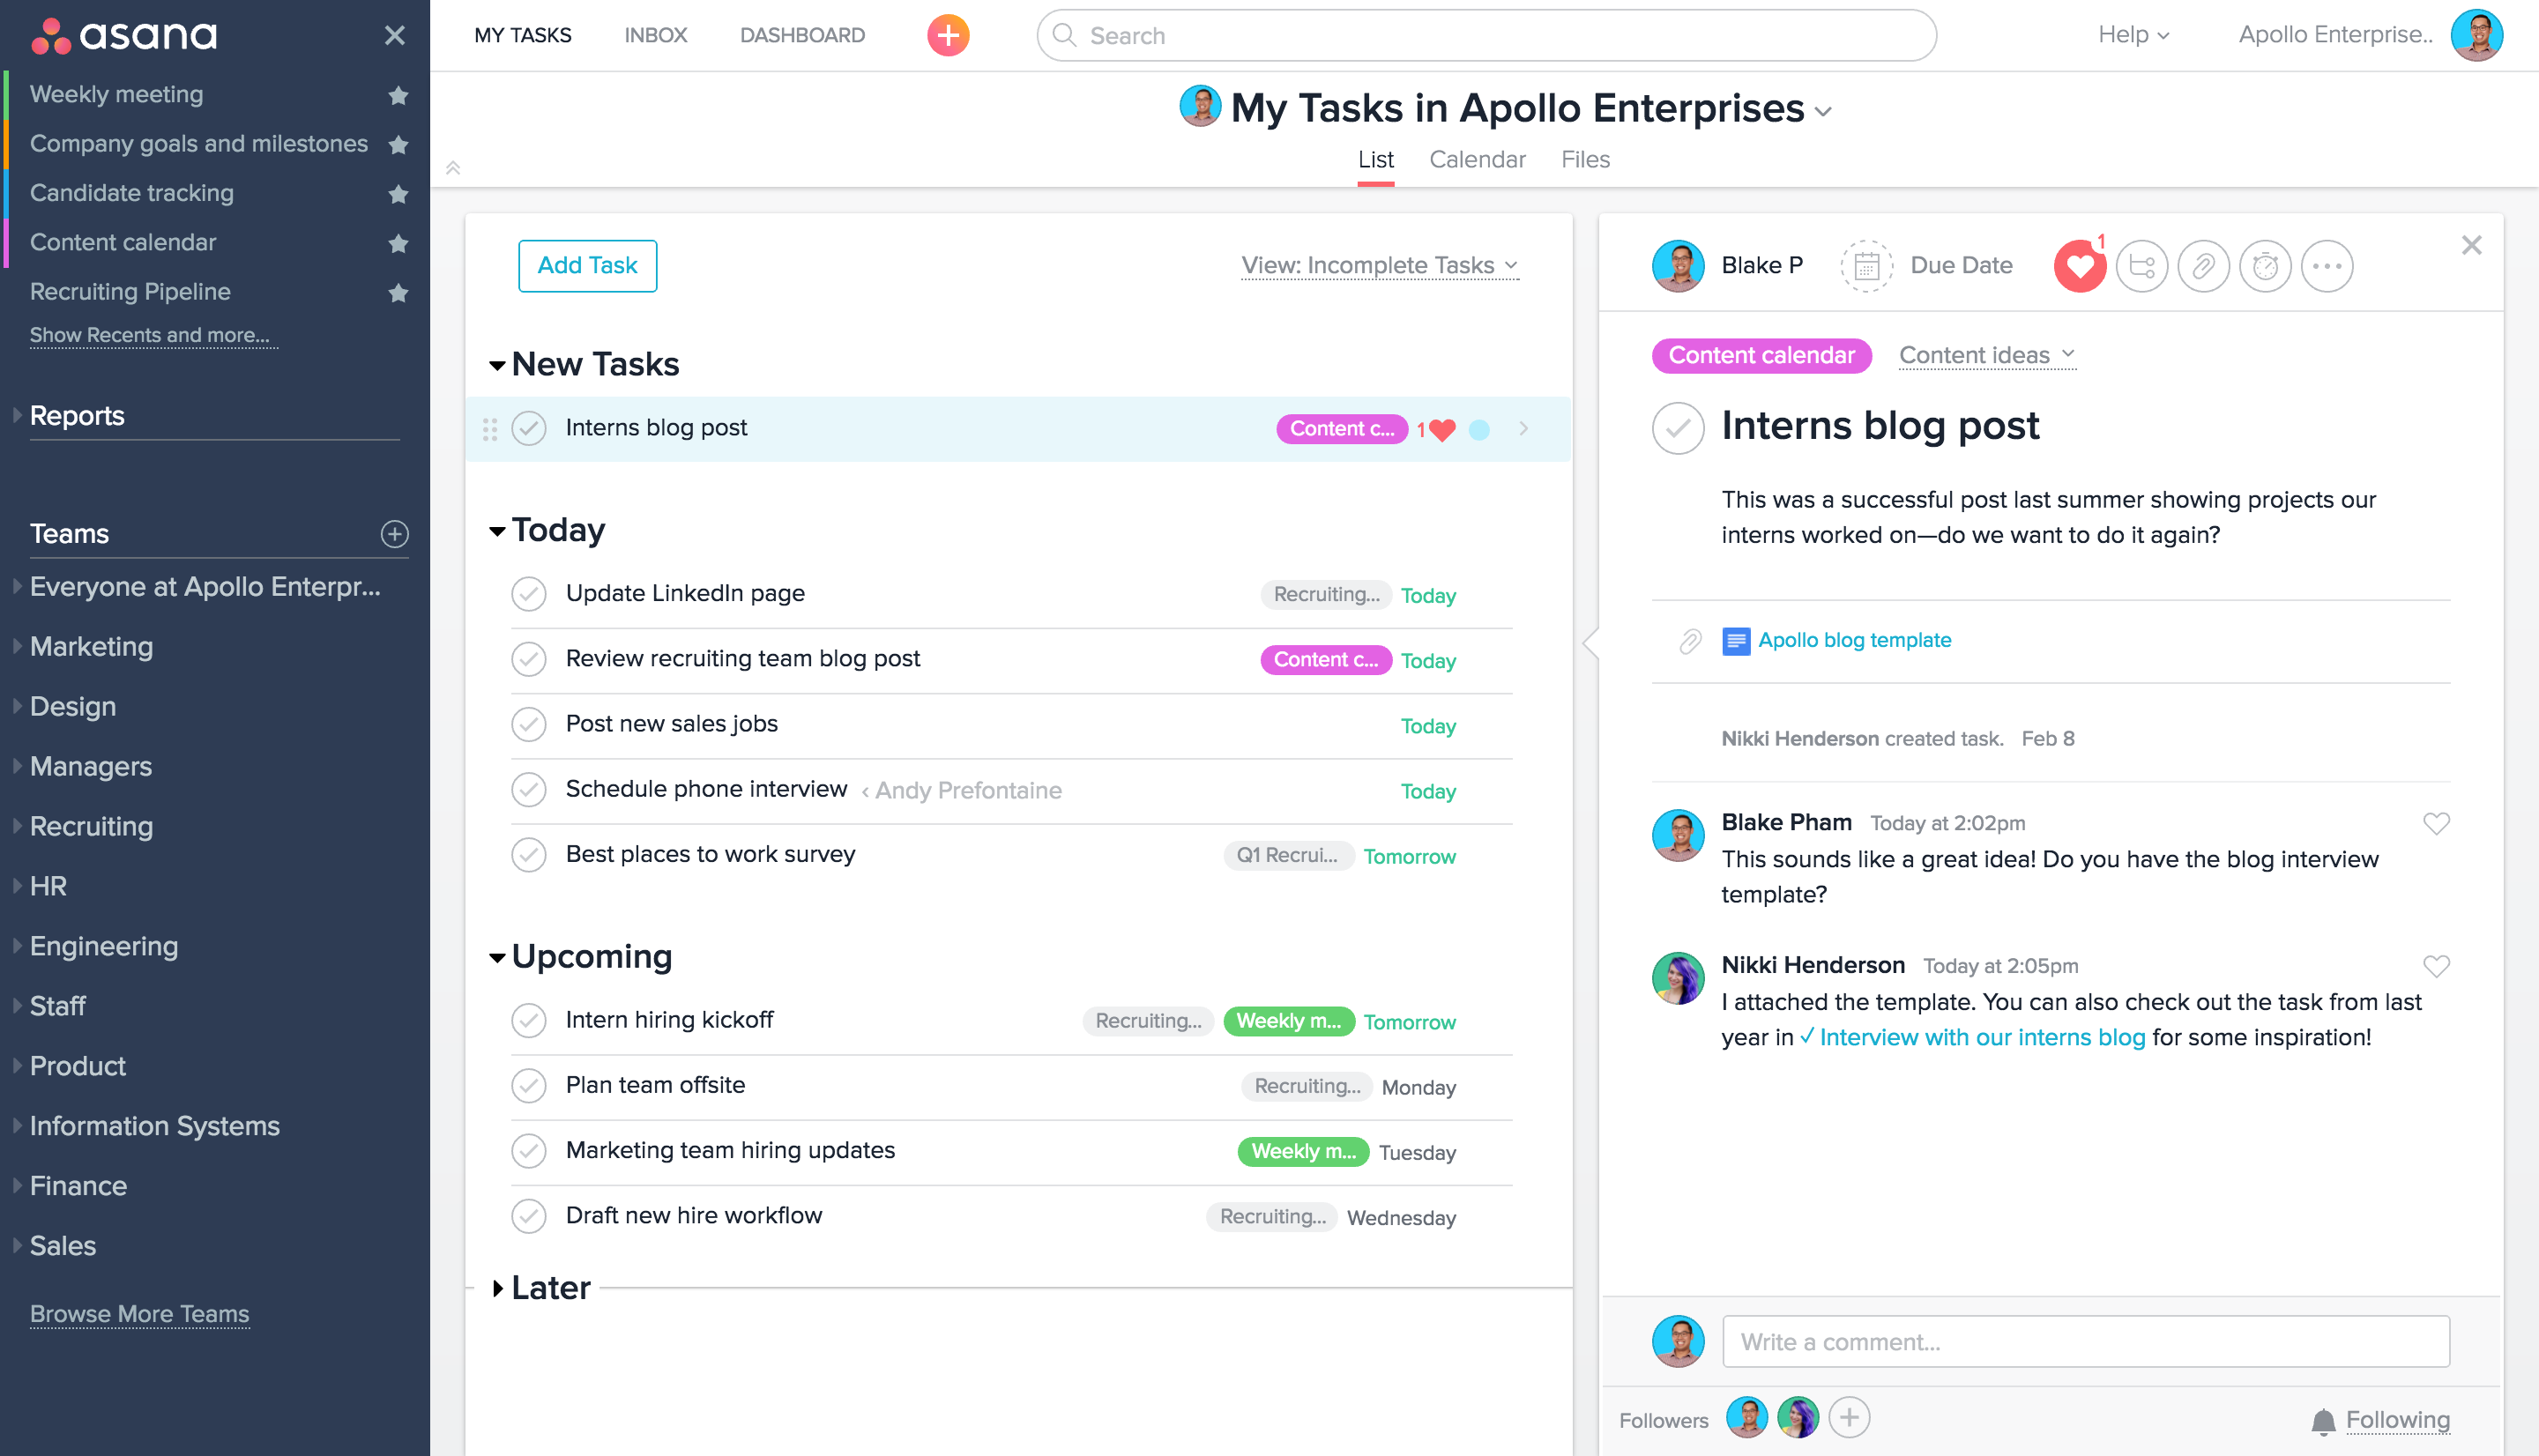 asana
Weekly meeting
Company goals and milestones
Candidate tracking
Content calendar
Recruiting Pipeline
Show Recents and more...
Reports
Teams
Everyone at Apollo Enterpr...
Marketing
Design
Managers
Recruiting
HR
Engineering
Staff
Product
Information Systems
Finance
Sales
Browse More Teams
MY TASKS INBOX DASHBOARD Search Help Apollo Enterprise..
My Tasks in Apollo Enterprises
List Calendar Files
Add Task View: Incomplete Tasks
New Tasks
Interns blog post Content c... 1
Today
Update LinkedIn page Recruiting... Today
Review recruiting team blog post Content c... Today
Post new sales jobs Today
Schedule phone interview ‹ Andy Prefontaine Today
Best places to work survey Q1 Recrui... Tomorrow
Upcoming
Intern hiring kickoff Recruiting... Weekly m... Tomorrow
Plan team offsite Recruiting... Monday
Marketing team hiring updates Weekly m... Tuesday
Draft new hire workflow Recruiting... Wednesday
Later
Blake P Due Date 1
Content calendar Content ideas
Interns blog post
This was a successful post last summer showing projects our
interns worked on—do we want to do it again?
Apollo blog template
Nikki Henderson created task. Feb 8
Blake Pham Today at 2:02pm
This sounds like a great idea! Do you have the blog interview
template?
Nikki Henderson Today at 2:05pm
I attached the template. You can also check out the task from last
year in ✓ Interview with our interns blog for some inspiration!
Write a comment...
Followers Following